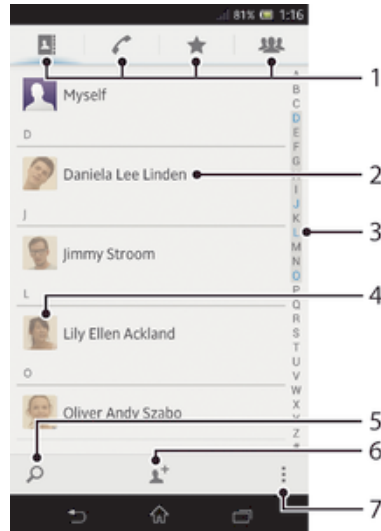 81% 1:16
1
Myself
B
C
D
D
E
F
G
Daniela Lee Linden
2
I
J
J
K
L
3
M
Jimmy Stroom
N
O
L
P
4
Q
R
Lily Ellen Ackland
S
T
U
O
V
W
Oliver Andy Szabo
X
Z
#
5
6
7